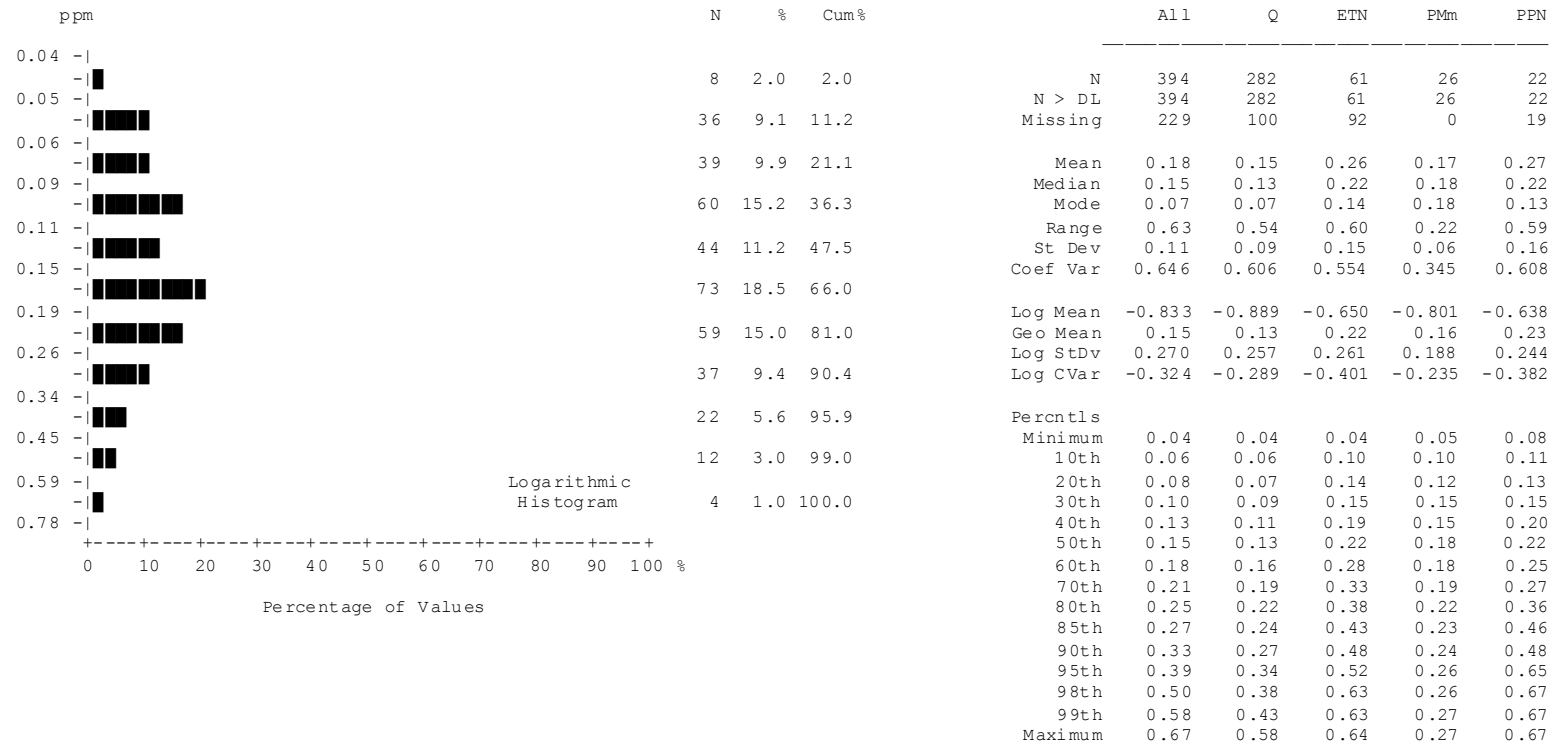 ppm N % Cum% All Q ETN PMm PPN
0.04 -|
-| 8 2.0 2.0 N 394 282 61 26 22
0.05 -| N > DL 394 282 61 26 22
-| 36 9.1 11.2 Missing 229 100 92 0 19
0.06 -|
-| 39 9.9 21.1 Mean 0.18 0.15 0.26 0.17 0.27
0.09 -| Median 0.15 0.13 0.22 0.18 0.22
-| 60 15.2 36.3 Mode 0.07 0.07 0.14 0.18 0.13
0.11 -| Range 0.63 0.54 0.60 0.22 0.59
-| 44 11.2 47.5 St Dev 0.11 0.09 0.15 0.06 0.16
0.15 -| Coef Var 0.646 0.606 0.554 0.345 0.608
-| 73 18.5 66.0
0.19 -| Log Mean -0.833 -0.889 -0.650 -0.801 -0.638
-| 59 15.0 81.0 Geo Mean 0.15 0.13 0.22 0.16 0.23
0.26 -| Log StDv 0.270 0.257 0.261 0.188 0.244
-| 37 9.4 90.4 Log CVar -0.324 -0.289 -0.401 -0.235 -0.382
0.34 -|
-| 22 5.6 95.9 Percntls
0.45 -| Minimum 0.04 0.04 0.04 0.05 0.08
-| 12 3.0 99.0 10th 0.06 0.06 0.10 0.10 0.11
0.59 -| Logarithmic 20th 0.08 0.07 0.14 0.12 0.13
-| Histogram 4 1.0 100.0 30th 0.10 0.09 0.15 0.15 0.15
0.78 -| 40th 0.13 0.11 0.19 0.15 0.20
+----+----+----+----+----+----+----+----+----+----+ 50th 0.15 0.13 0.22 0.18 0.22
0 10 20 30 40 50 60 70 80 90 100 % 60th 0.18 0.16 0.28 0.18 0.25
70th 0.21 0.19 0.33 0.19 0.27
Percentage of Values 80th 0.25 0.22 0.38 0.22 0.36
85th 0.27 0.24 0.43 0.23 0.46
90th 0.33 0.27 0.48 0.24 0.48
95th 0.39 0.34 0.52 0.26 0.65
98th 0.50 0.38 0.63 0.26 0.67
99th 0.58 0.43 0.63 0.27 0.67
Maximum 0.67 0.58 0.64 0.27 0.67